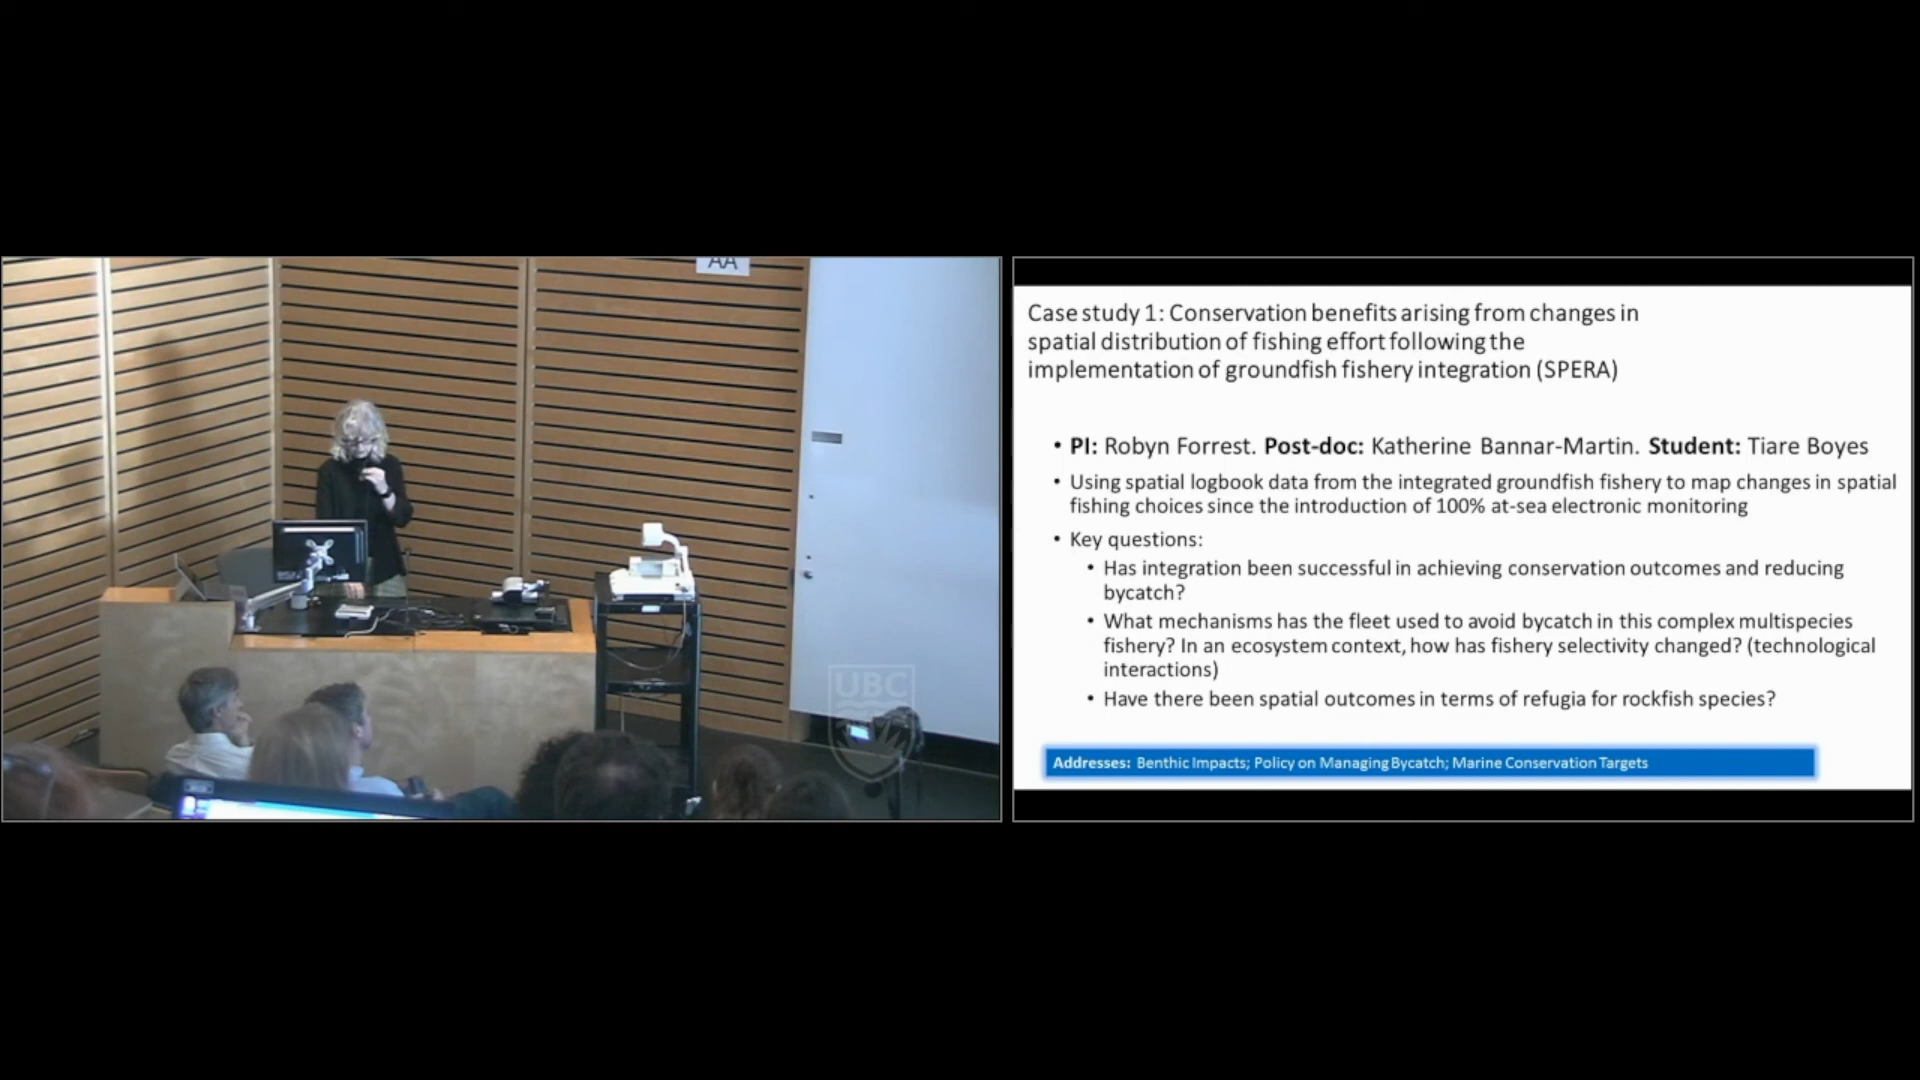 AA
UBC
Case study 1: Conservation benefits arising from changes in
spatial distribution of fishing effort following the
implementation of groundfish fishery integration (SPERA)
• PI: Robyn Forrest. Post-doc: Katherine Bannar-Martin. Student: Tiare Boyes
• Using spatial logbook data from the integrated groundfish fishery to map changes in spatial
fishing choices since the introduction of 100% at-sea electronic monitoring
• Key questions:
• Has integration been successful in achieving conservation outcomes and reducing
bycatch?
• What mechanisms has the fleet used to avoid bycatch in this complex multispecies
fishery? In an ecosystem context, how has fishery selectivity changed? (technological
interactions)
• Have there been spatial outcomes in terms of refugia for rockfish species?
Addresses: Benthic Impacts; Policy on Managing Bycatch; Marine Conservation Targets